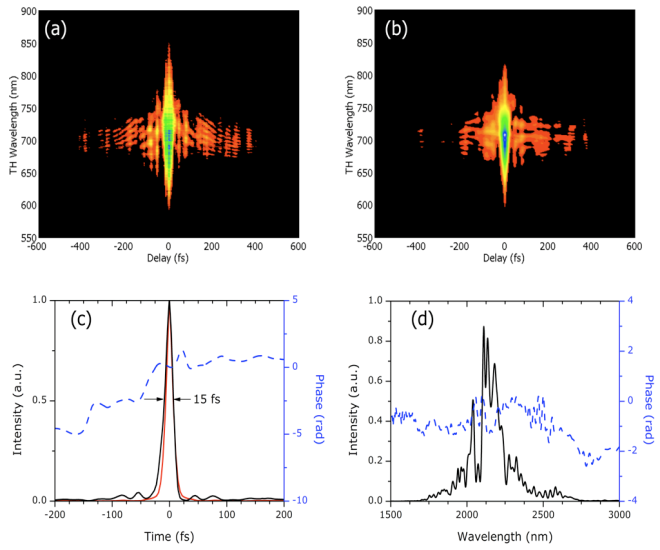 (a)
900
850
800
750
700
650
600
550
TH Wavelength (nm)
-600 -400 -200 0 200 400 600
Delay (fs)
(b)
900
850
800
750
700
650
600
550
TH Wavelength (nm)
-600 -400 -200 0 200 400 600
Delay (fs)
(c)
1.0
0.5
0.0
Intensity (a.u.)
15 fs
5
0
-5
-10
Phase (rad)
-200 -100 0 100 200
Time (fs)
(d)
1.0
0.8
0.6
0.4
0.2
0.0
Intensity (a.u.)
4
2
0
-2
-4
Phase (rad)
1500 2000 2500 3000
Wavelength (nm)